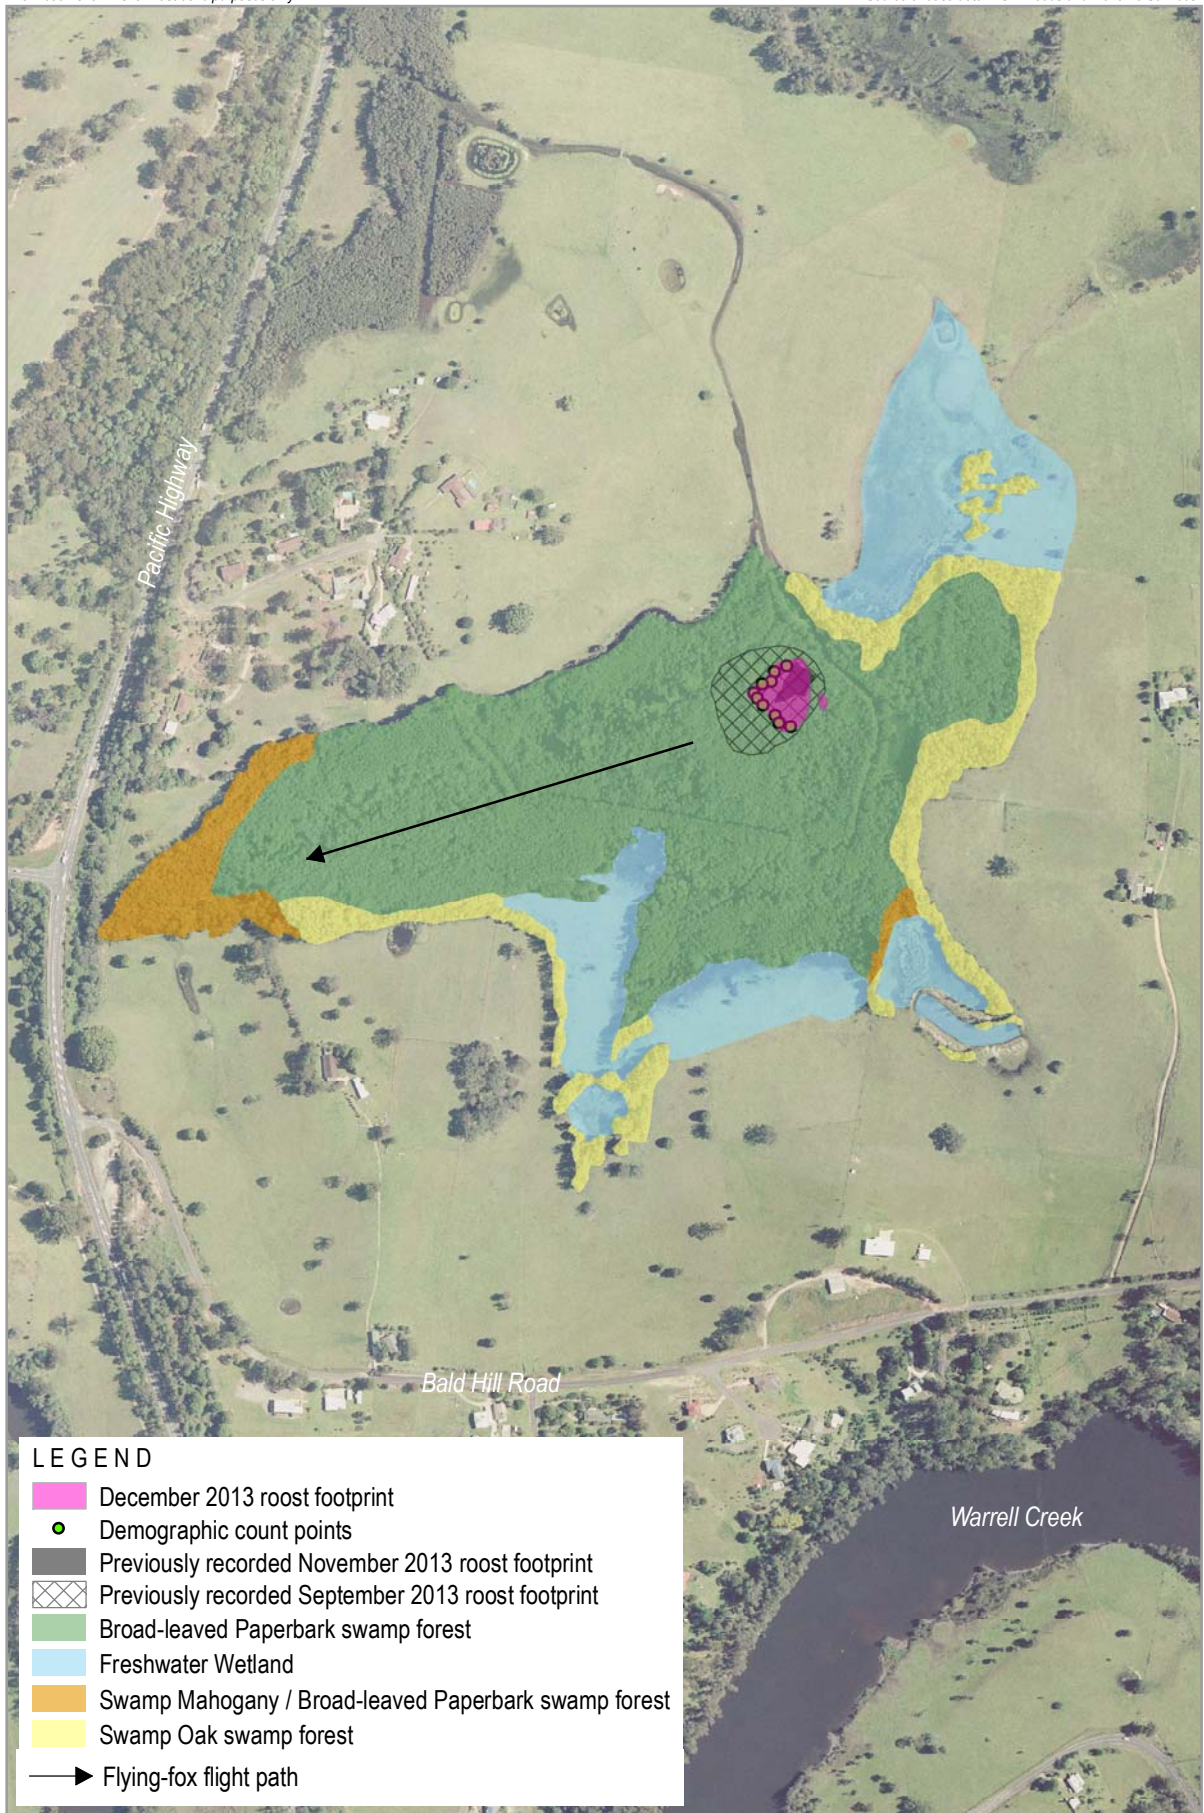 Pacific Highway
Bald Hill Road
Warrell Creek
LEGEND
December 2013 roost footprint
Demographic count points
Previously recorded November 2013 roost footprint
Previously recorded September 2013 roost footprint
Broad-leaved Paperbark swamp forest
Freshwater Wetland
Swamp Mahogany / Broad-leaved Paperbark swamp forest
Swamp Oak swamp forest
Flying-fox flight path